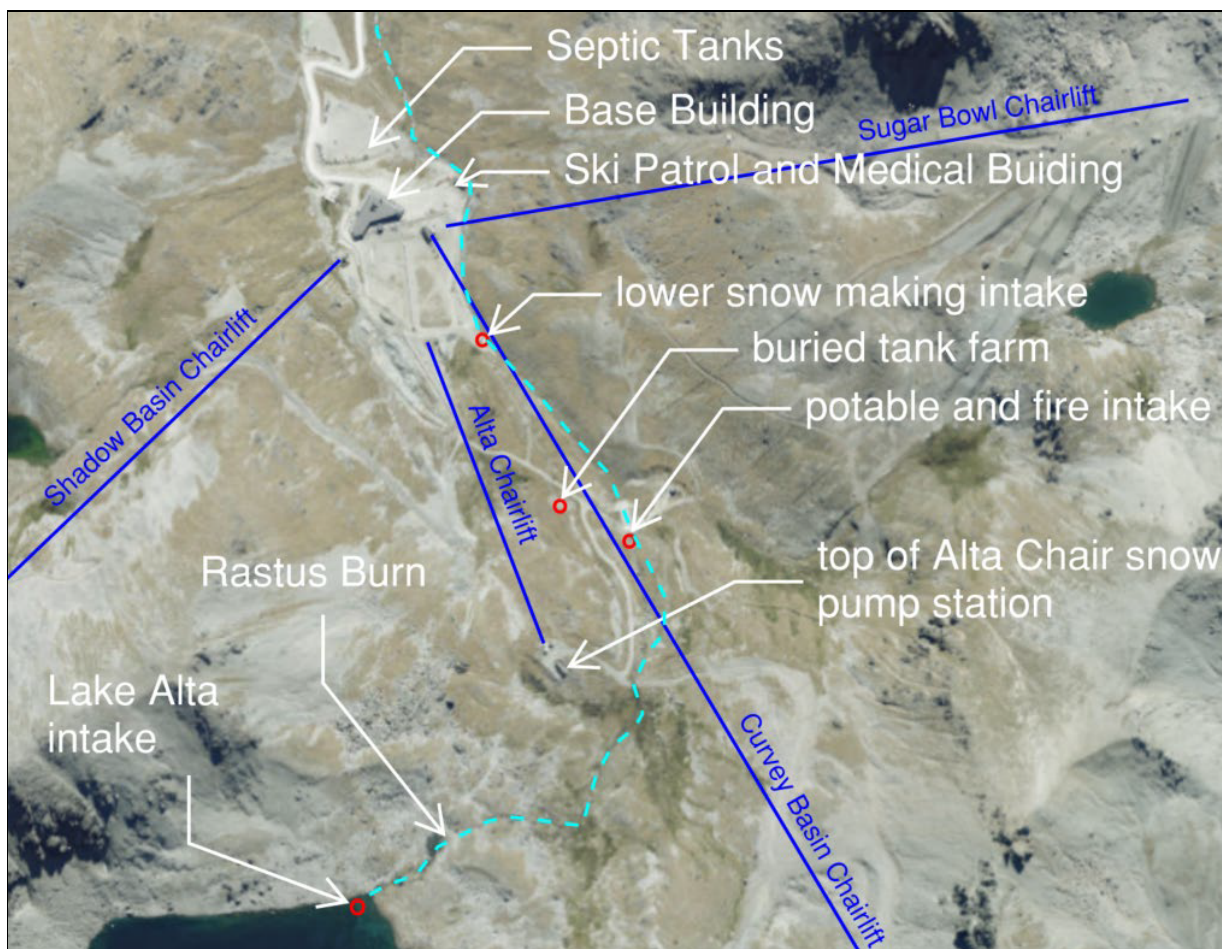 Septic Tanks
Base Building
Sugar Bowl Chairlift
Ski Patrol and Medical Buiding
lower snow making intake
buried tank farm
potable and fire intake
Shadow Basin Chairlift
Alta Chairlift
top of Alta Chair snow
pump station
Rastus Burn
Lake Alta
intake
Curvey Basin Chairlift